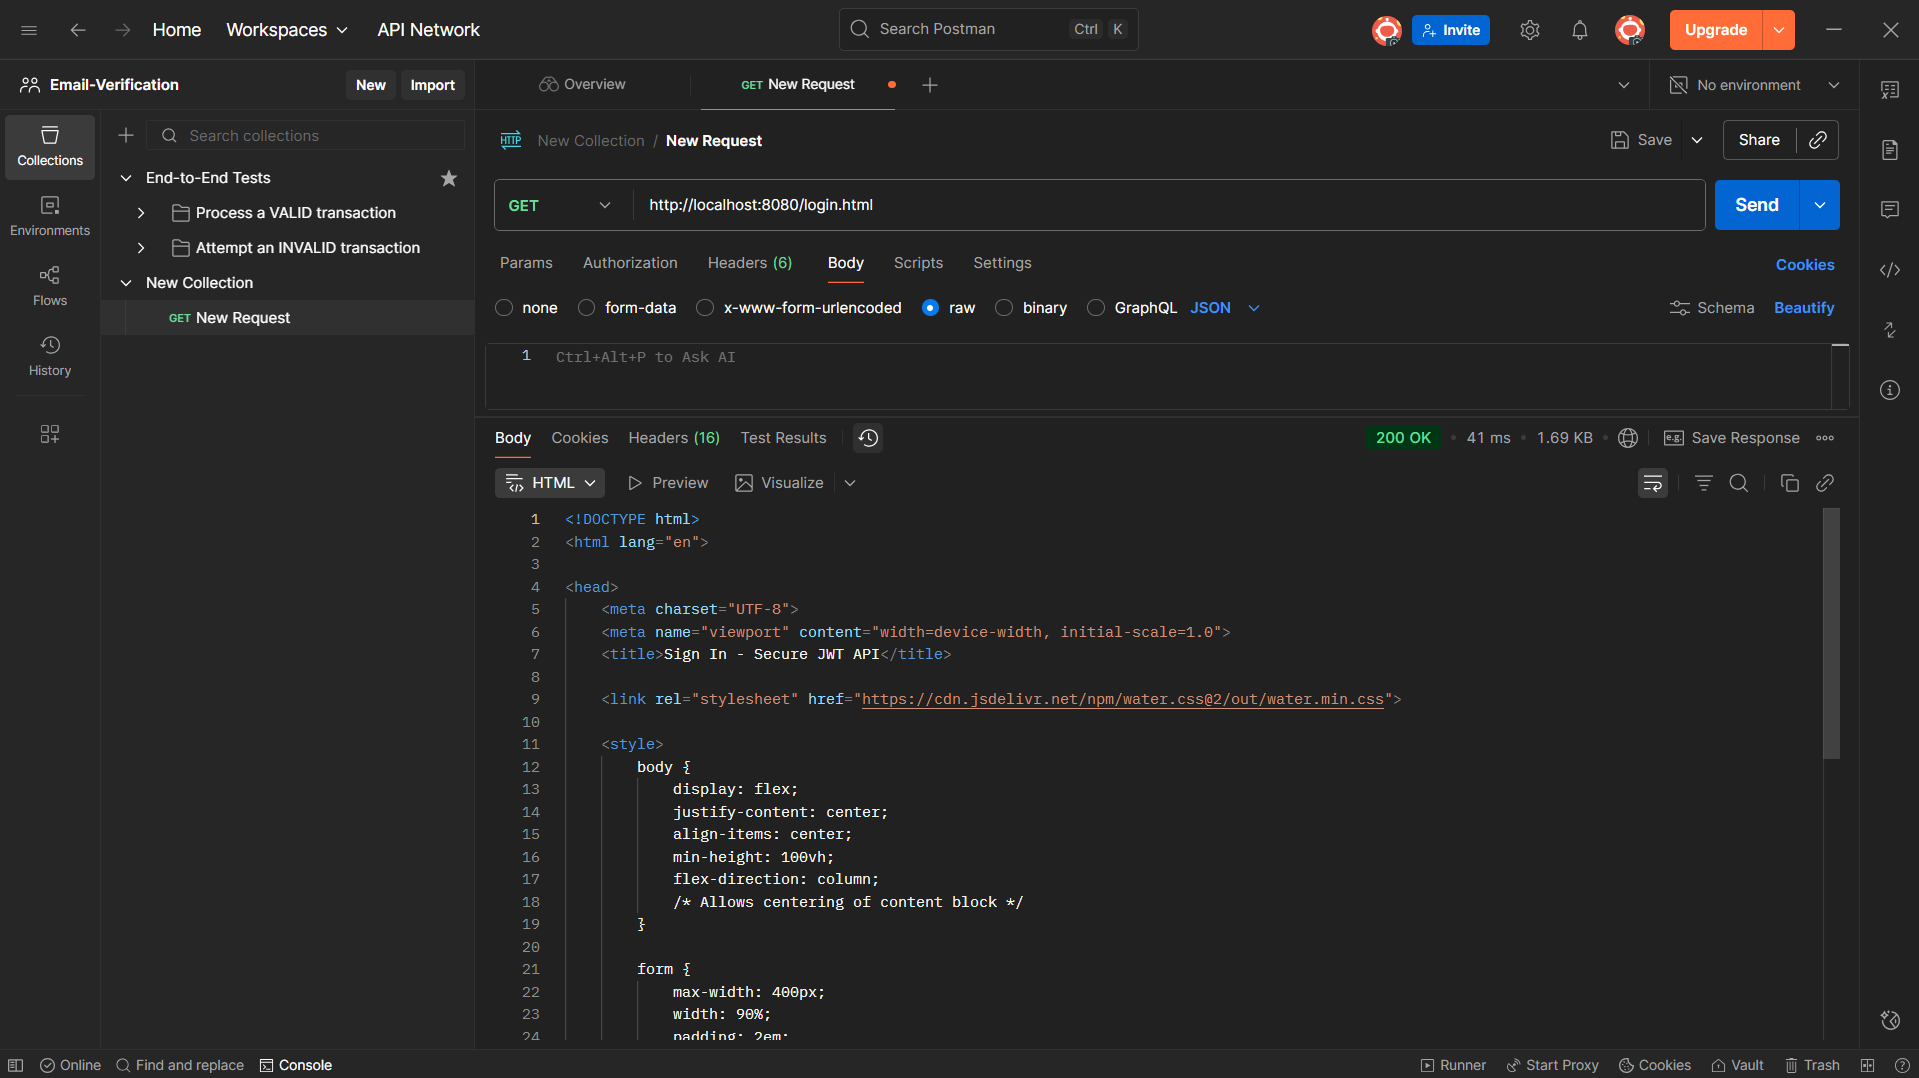 Home Workspaces API Network Search Postman Ctrl K Invite Upgrade
Email-Verification New Import Overview GET New Request No environment
Collections
Environments
Flows
History
Search collections
End-to-End Tests
Process a VALID transaction
Attempt an INVALID transaction
New Collection
GET New Request
HTTP New Collection / New Request Save Share
GET http://localhost:8080/login.html Send
Params Authorization Headers (6) Body Scripts Settings Cookies
none form-data x-www-form-urlencoded raw binary GraphQL JSON Schema Beautify
1 Ctrl+Alt+P to Ask AI
Body Cookies Headers (16) Test Results 200 OK • 41 ms • 1.69 KB • e.g. Save Response
HTML Preview Visualize
1 <!DOCTYPE html>
2 <html lang="en">
3
4 <head>
5 <meta charset="UTF-8">
6 <meta name="viewport" content="width=device-width, initial-scale=1.0">
7 <title>Sign In - Secure JWT API</title>
8
9 <link rel="stylesheet" href="https://cdn.jsdelivr.net/npm/water.css@2/out/water.min.css">
10
11 <style>
12 body {
13 display: flex;
14 justify-content: center;
15 align-items: center;
16 min-height: 100vh;
17 flex-direction: column;
18 /* Allows centering of content block */
19 }
20
21 form {
22 max-width: 400px;
23 width: 90%;
24 padding: 2em;
Online Find and replace Console Runner Start Proxy Cookies Vault Trash